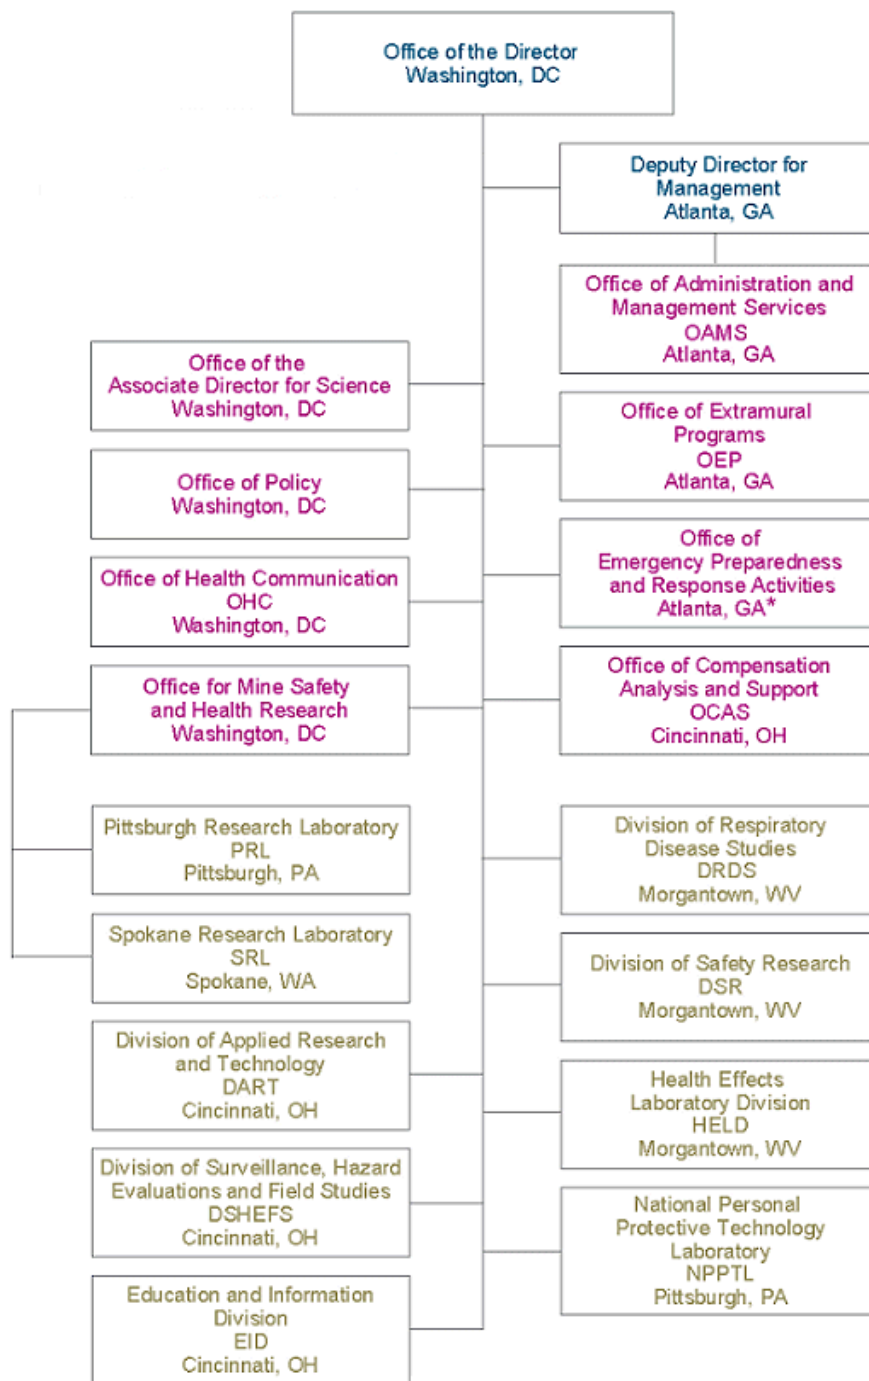 Office of the Director
Washington, DC
Deputy Director for
Management
Atlanta, GA
Office of Administration and
Management Services
OAMS
Atlanta, GA
Office of the
Associate Director for Science
Washington, DC
Office of Extramural
Programs
OEP
Atlanta, GA
Office of Policy
Washington, DC
Office of
Emergency Preparedness
and Response Activities
Atlanta, GA*
Office of Health Communication
OHC
Washington, DC
Office of Compensation
Analysis and Support
OCAS
Cincinnati, OH
Office for Mine Safety
and Health Research
Washington, DC
Pittsburgh Research Laboratory
PRL
Pittsburgh, PA
Division of Respiratory
Disease Studies
DRDS
Morgantown, WV
Spokane Research Laboratory
SRL
Spokane, WA
Division of Safety Research
DSR
Morgantown, WV
Division of Applied Research
and Technology
DART
Cincinnati, OH
Health Effects
Laboratory Division
HELD
Morgantown, WV
Division of Surveillance, Hazard
Evaluations and Field Studies
DSHEFS
Cincinnati, OH
National Personal
Protective Technology
Laboratory
NPPTL
Pittsburgh, PA
Education and Information
Division
EID
Cincinnati, OH